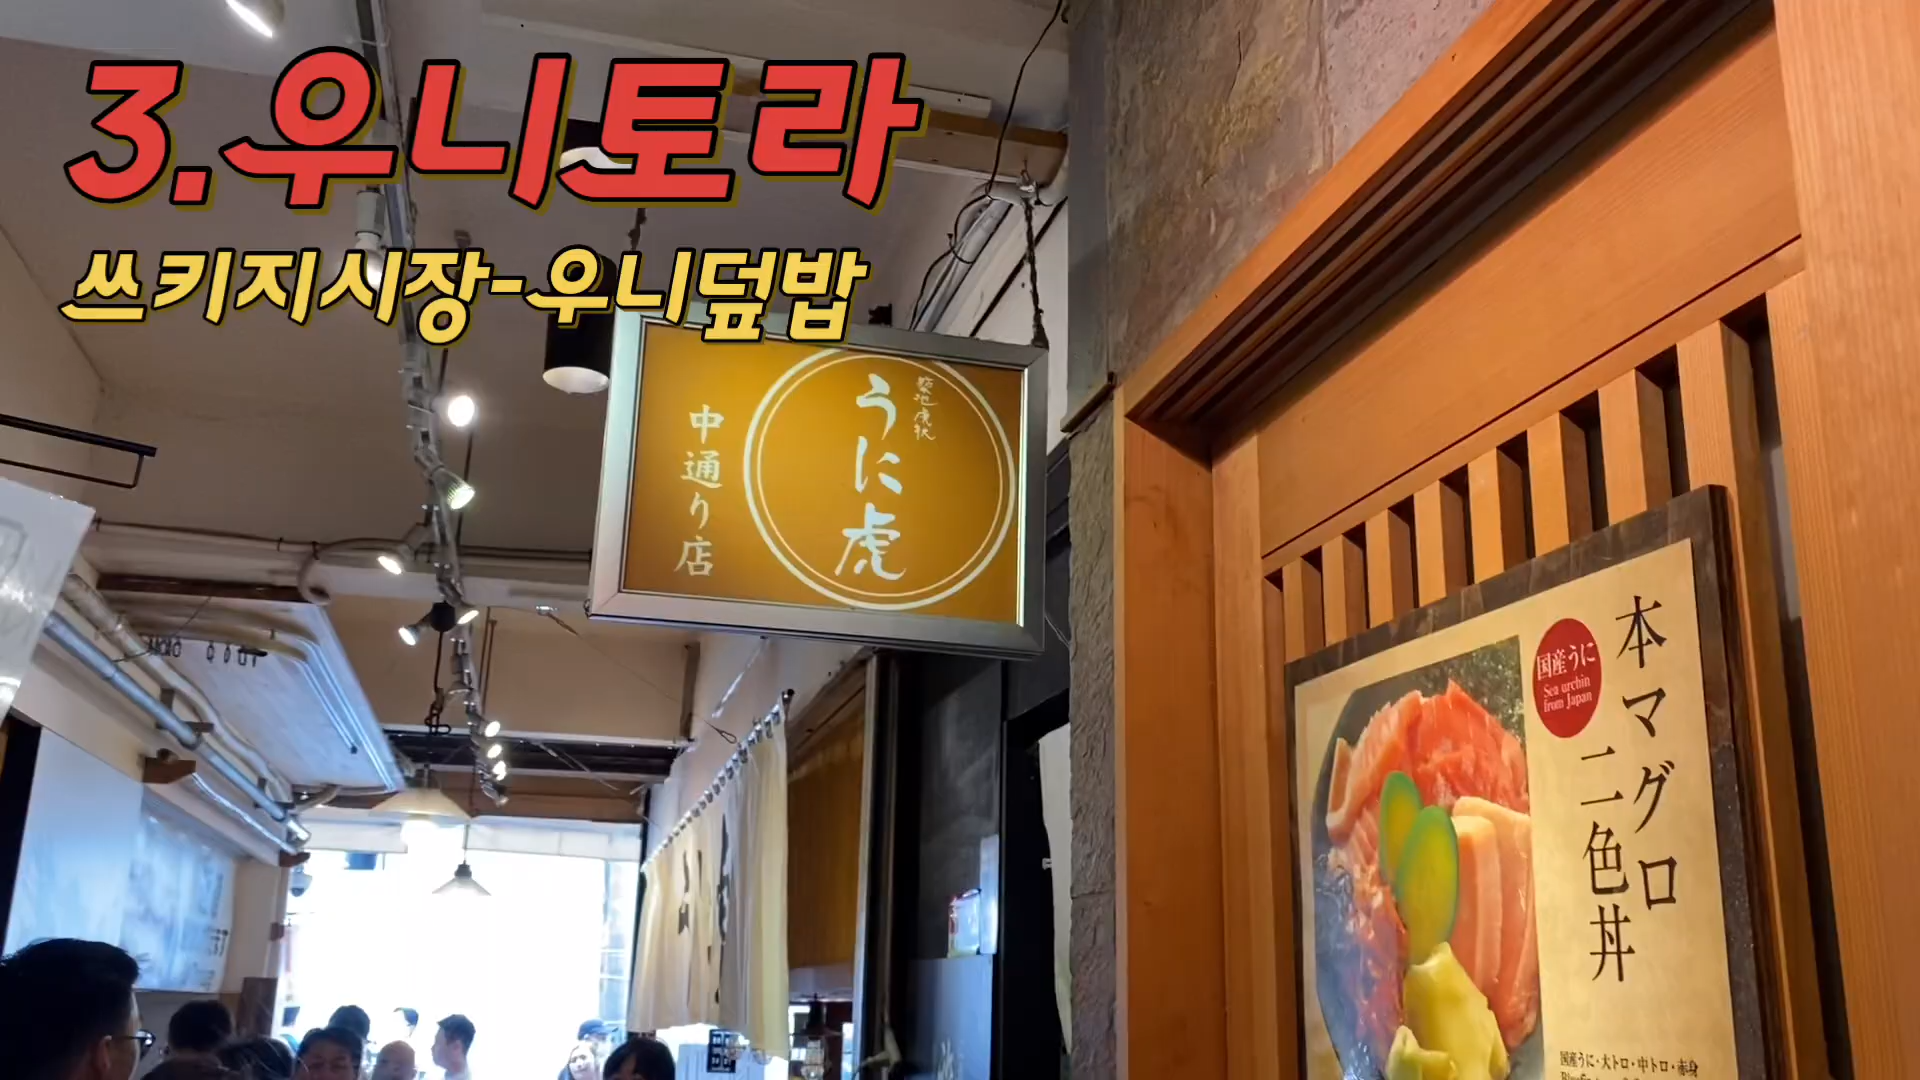 3.우니토라
쓰키지시장-우니덮밥
築地虎杖
うに虎
中通り店
本マグロ
二色丼
国産うに
Sea urchin
from Japan
国産うに・大トロ・中トロ・赤身